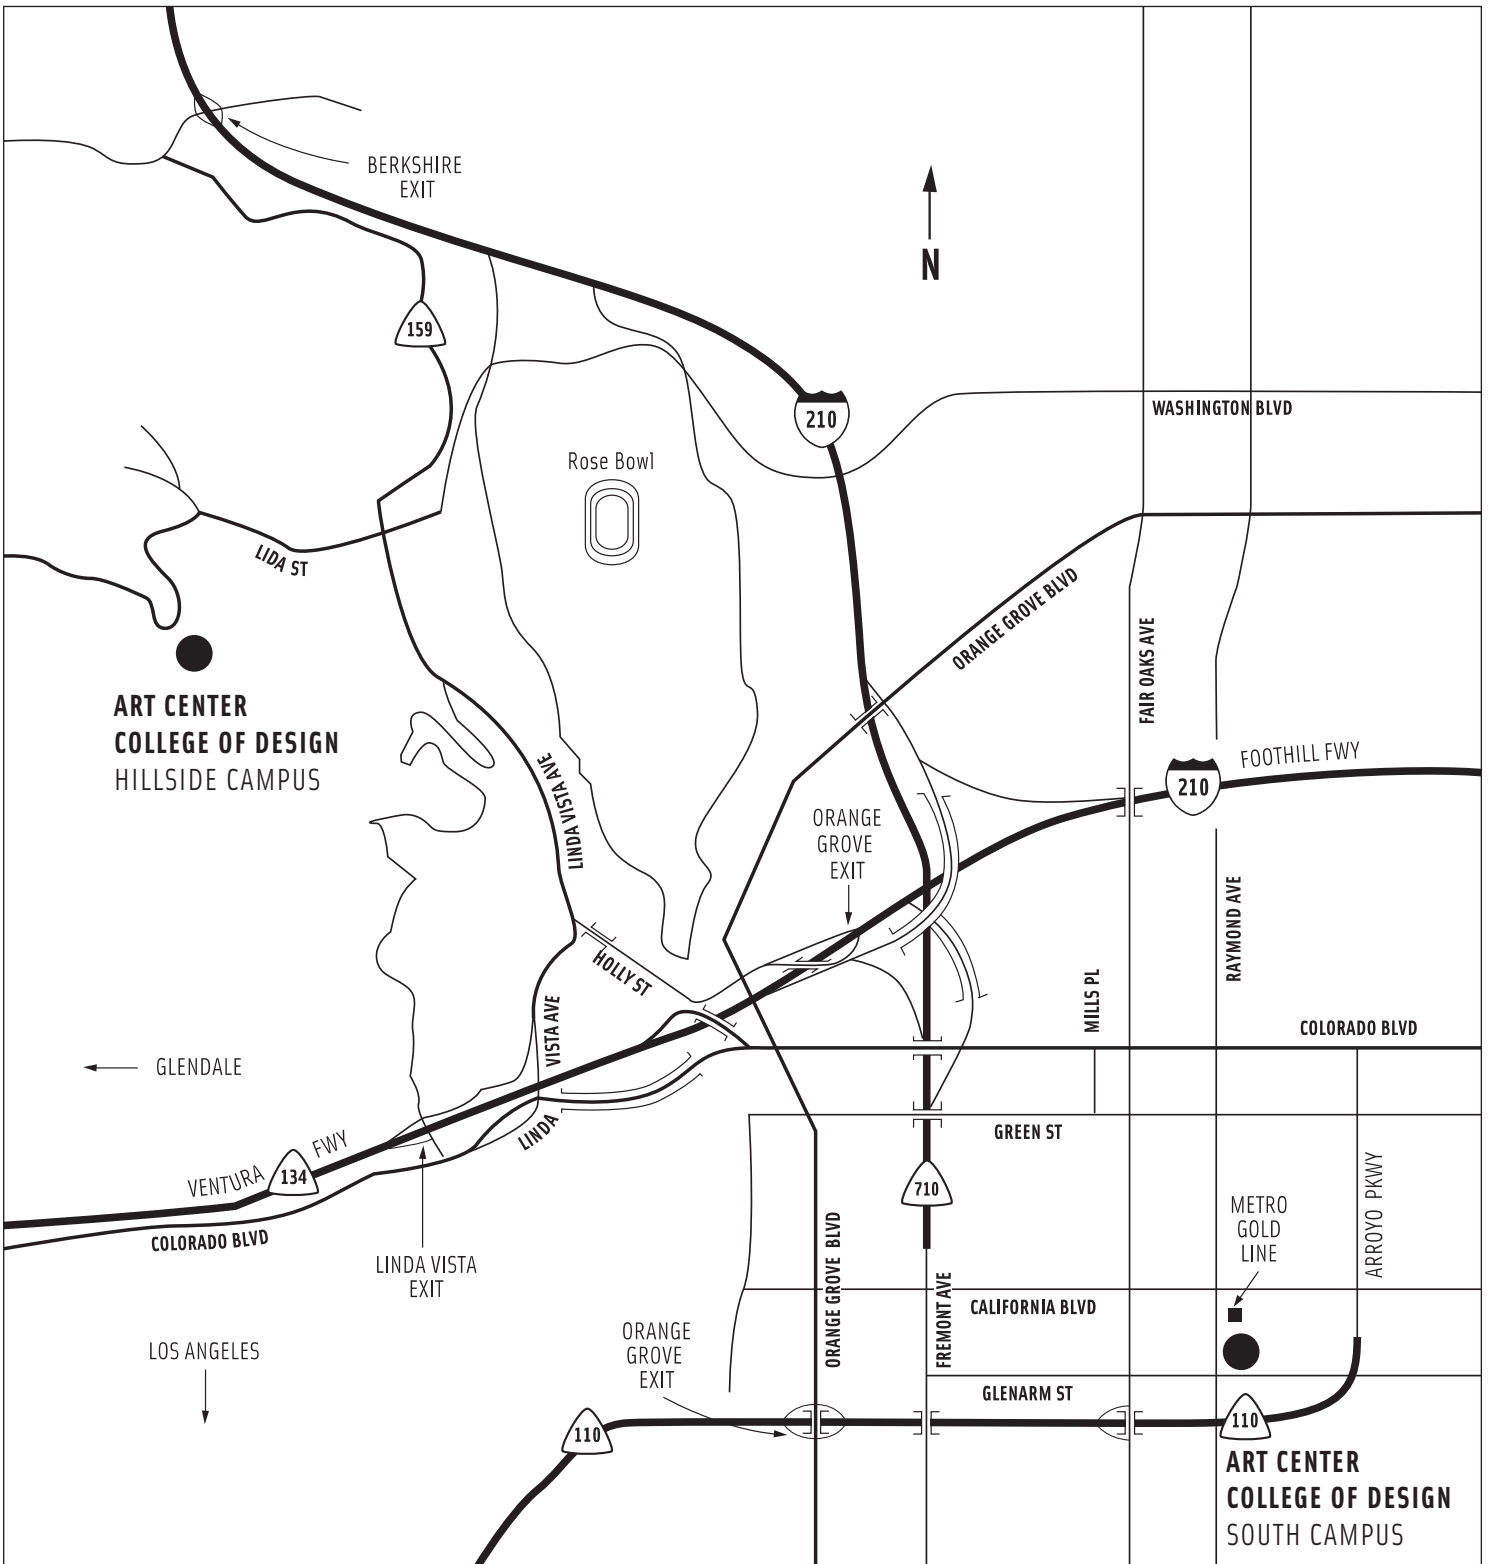 BERKSHIRE
EXIT
N
159
210
WASHINGTON BLVD
Rose Bowl
LIDA ST
ORANGE GROVE BLVD
FAIR OAKS AVE
ART CENTER
COLLEGE OF DESIGN
HILLSIDE CAMPUS
LINDA VISTA AVE
FOOTHILL FWY
210
ORANGE
GROVE
EXIT
RAYMOND AVE
HOLLY ST
MILLS PL
VISTA AVE
COLORADO BLVD
GLENDALE
LINDA
GREEN ST
VENTURA
FWY
134
710
COLORADO BLVD
ARROYO PKWY
METRO
GOLD
LINE
LINDA VISTA
EXIT
ORANGE GROVE BLVD
FREMONT AVE
CALIFORNIA BLVD
LOS ANGELES
ORANGE
GROVE
EXIT
GLENARM ST
110
110
ART CENTER
COLLEGE OF DESIGN
SOUTH CAMPUS